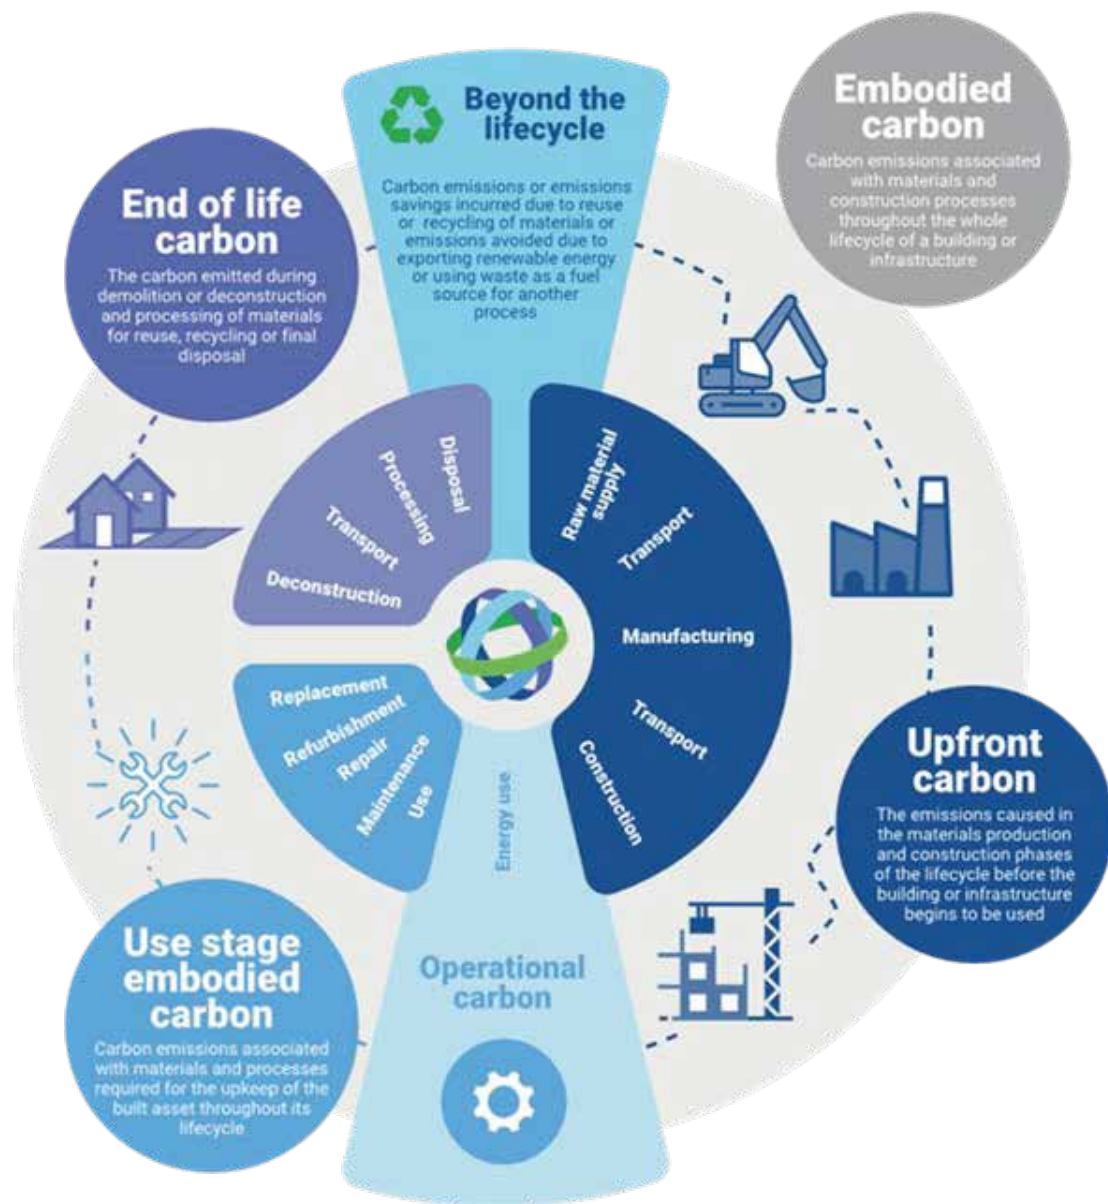 Beyond the
lifecycle
Carbon emissions or emissions
savings incurred due to reuse
or recycling of materials or
emissions avoided due to
exporting renewable energy
or using waste as a fuel
source for another
process
Embodied
carbon
Carbon emissions associated
with materials and
construction processes
throughout the whole
lifecycle of a building or
infrastructure
End of life
carbon
The carbon emitted during
demolition or deconstruction
and processing of materials
for reuse, recycling or final
disposal
Disposal
Processing
Transport
Deconstruction
Raw material
supply
Transport
Manufacturing
Transport
Construction
Replacement
Refurbishment
Repair
Maintenance
Use
Energy use
Upfront
carbon
The emissions caused in
the materials production
and construction phases
of the lifecycle before the
building or infrastructure
begins to be used
Use stage
embodied
carbon
Carbon emissions associated
with materials and processes
required for the upkeep of the
built asset throughout its
lifecycle
Operational
carbon